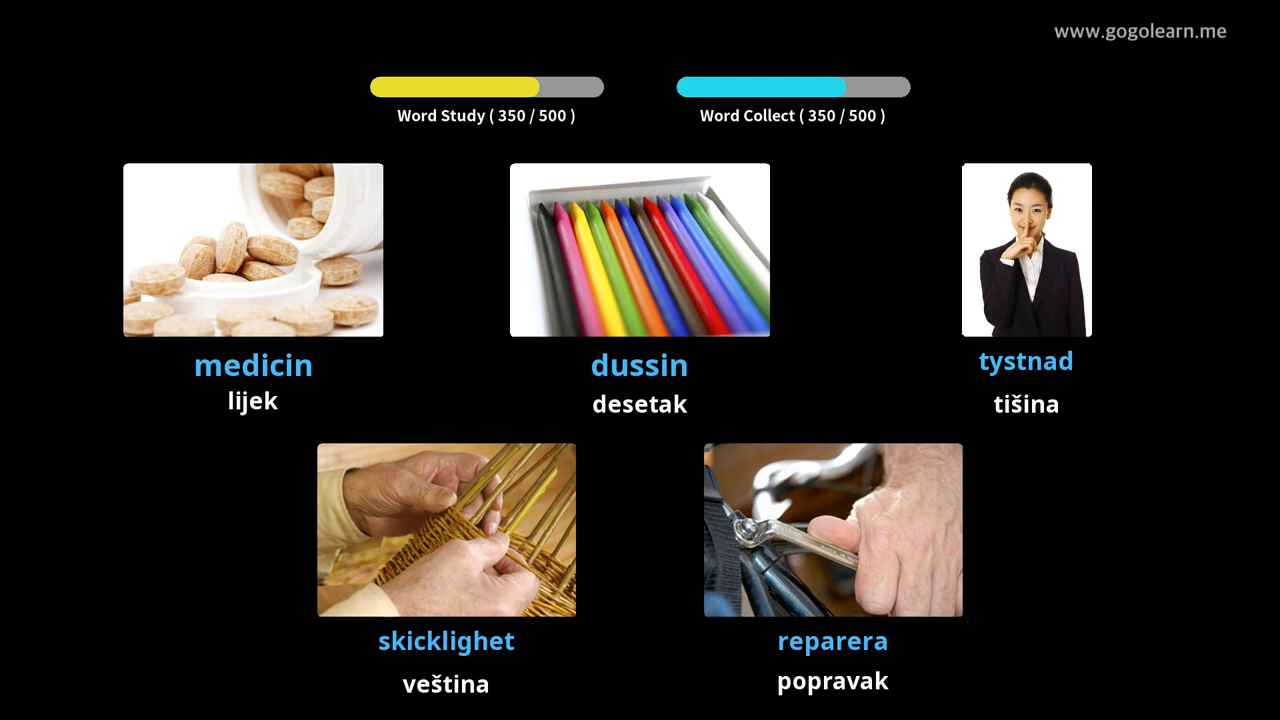 www.gogolearn.me
Word Study ( 350 / 500 )
Word Collect ( 350 / 500 )
medicin
lijek
dussin
desetak
tystnad
tišina
skicklighet
veština
reparera
popravak